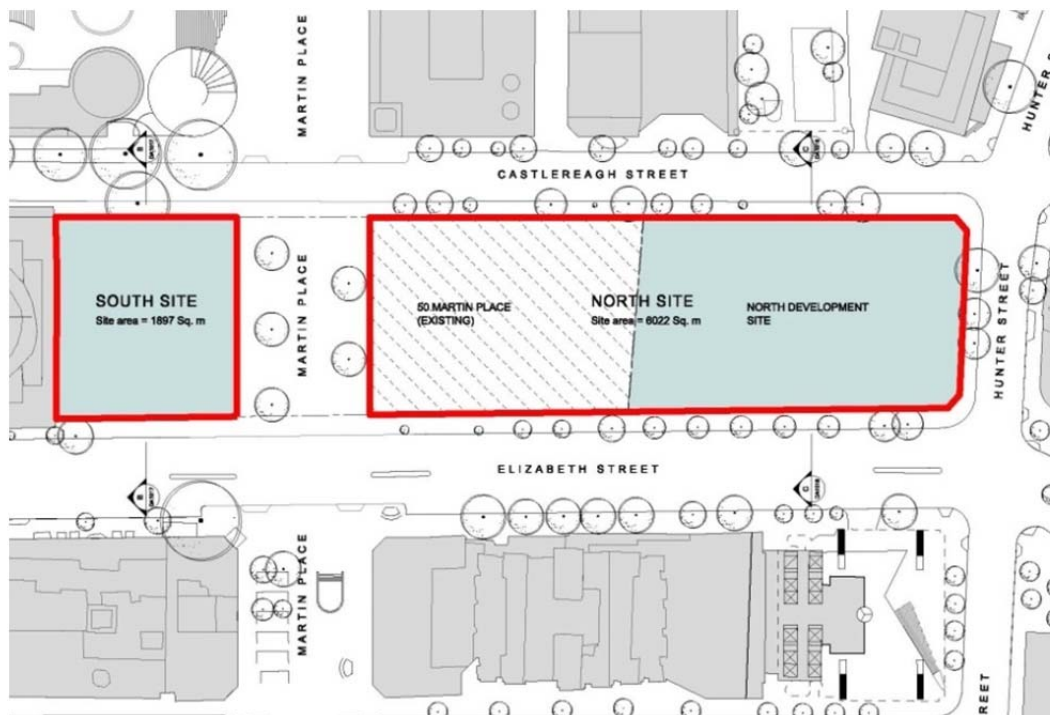 MARTIN PLACE
HUNTER
CASTLEREAGH STREET
B
C
SOUTH SITE
Site area = 1897 Sq. m
MARTIN PLACE
50 MARTIN PLACE
(EXISTING)
NORTH SITE
Site area = 6022 Sq. m
NORTH DEVELOPMENT
SITE
HUNTER STREET
ELIZABETH STREET
B
C
MARTIN PLACE
REET